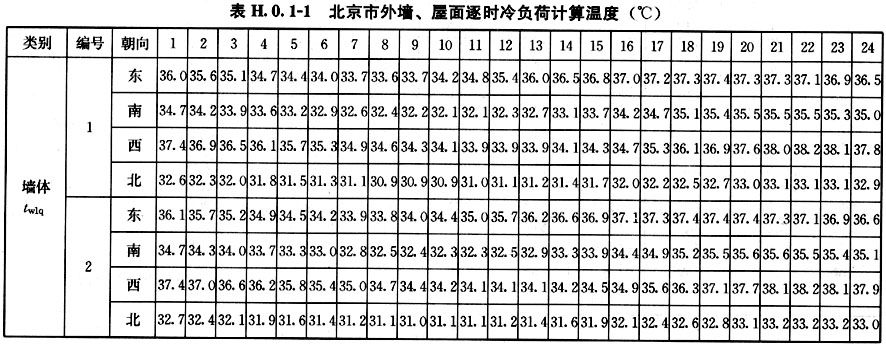 表 H.0.1-1 北京市外墙、屋面逐时冷负荷计算温度（℃）
类别 编号 朝向 1 2 3 4 5 6 7 8 9 10 11 12 13 14 15 16 17 18 19 20 21 22 23 24
墙体 twlq
1
东 36.0 35.6 35.1 34.7 34.4 34.0 33.7 33.6 33.7 34.2 34.8 35.4 36.0 36.5 36.8 37.0 37.2 37.3 37.4 37.3 37.3 37.1 36.9 36.5
南 34.7 34.2 33.9 33.6 33.2 32.9 32.6 32.4 32.2 32.1 32.1 32.3 32.7 33.1 33.7 34.2 34.7 35.1 35.4 35.5 35.5 35.5 35.3 35.0
西 37.4 36.9 36.5 36.1 35.7 35.3 34.9 34.6 34.3 34.1 33.9 33.9 33.9 34.1 34.3 34.7 35.3 36.1 36.9 37.6 38.0 38.2 38.1 37.8
北 32.6 32.3 32.0 31.8 31.5 31.3 31.1 30.9 30.9 30.9 31.0 31.1 31.2 31.4 31.7 32.0 32.2 32.5 32.7 33.0 33.1 33.1 33.1 32.9
2
东 36.1 35.7 35.2 34.9 34.5 34.2 33.9 33.8 34.0 34.4 35.0 35.7 36.2 36.6 36.9 37.1 37.3 37.4 37.4 37.4 37.3 37.1 36.9 36.6
南 34.7 34.3 34.0 33.7 33.3 33.0 32.8 32.5 32.4 32.3 32.3 32.5 32.9 33.3 33.9 34.4 34.9 35.2 35.5 35.6 35.6 35.5 35.4 35.1
西 37.4 37.0 36.6 36.2 35.8 35.4 35.0 34.7 34.4 34.2 34.1 34.1 34.2 34.5 34.9 35.6 36.3 37.1 37.7 38.1 38.2 38.1 37.9
北 32.7 32.4 32.1 31.9 31.6 31.4 31.2 31.1 31.0 31.1 31.1 31.2 31.4 31.6 31.9 32.1 32.4 32.6 32.8 33.1 33.2 33.2 33.2 33.0